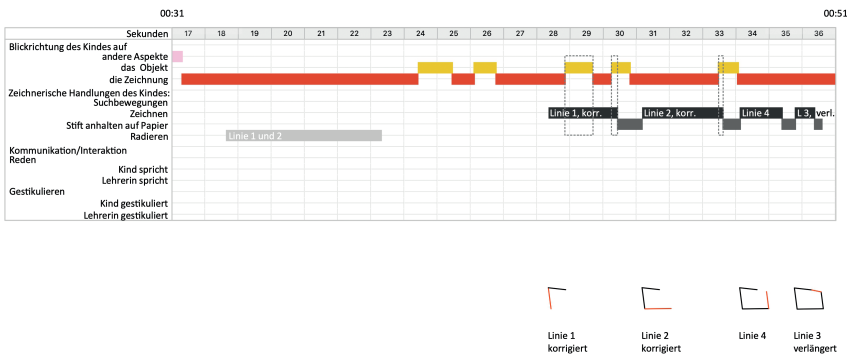 00:31 00:51
Sekunden 17 18 19 20 21 22 23 24 25 26 27 28 29 30 31 32 33 34 35 36
Blickrichtung des Kindes auf
andere Aspekte
das Objekt
die Zeichnung
Zeichnerische Handlungen des Kindes:
Suchbewegungen
Zeichnen Linie 1, korr. Linie 2, korr. Linie 4 L 3, verl.
Stift anhalten auf Papier
Radieren Linie 1 und 2
Kommunikation/Interaktion
Reden
Kind spricht
Lehrerin spricht
Gestikulieren
Kind gestikuliert
Lehrerin gestikuliert
Linie 1 Linie 2 Linie 4 Linie 3
korrigiert korrigiert verlängert